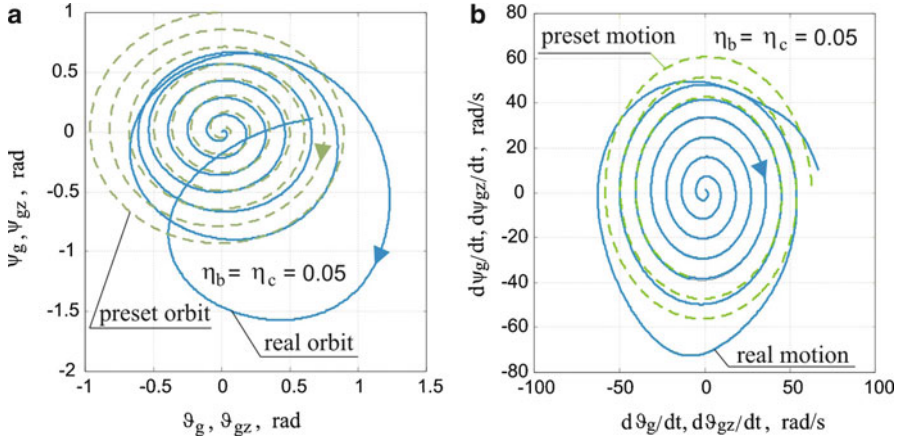 a
1
0.5
0
-0.5
-1
-1.5
-2
-1 -0.5 0 0.5 1 1.5
ψg, ψgz, rad
ϑg, ϑgz, rad
ηb = ηc = 0.05
preset orbit
real orbit
b
80
60
40
20
0
-20
-40
-60
-80
-100 -50 0 50 100
dψg/dt, dψgz/dt, rad/s
dϑg/dt, dϑgz/dt, rad/s
preset motion
ηb = ηc = 0.05
real motion